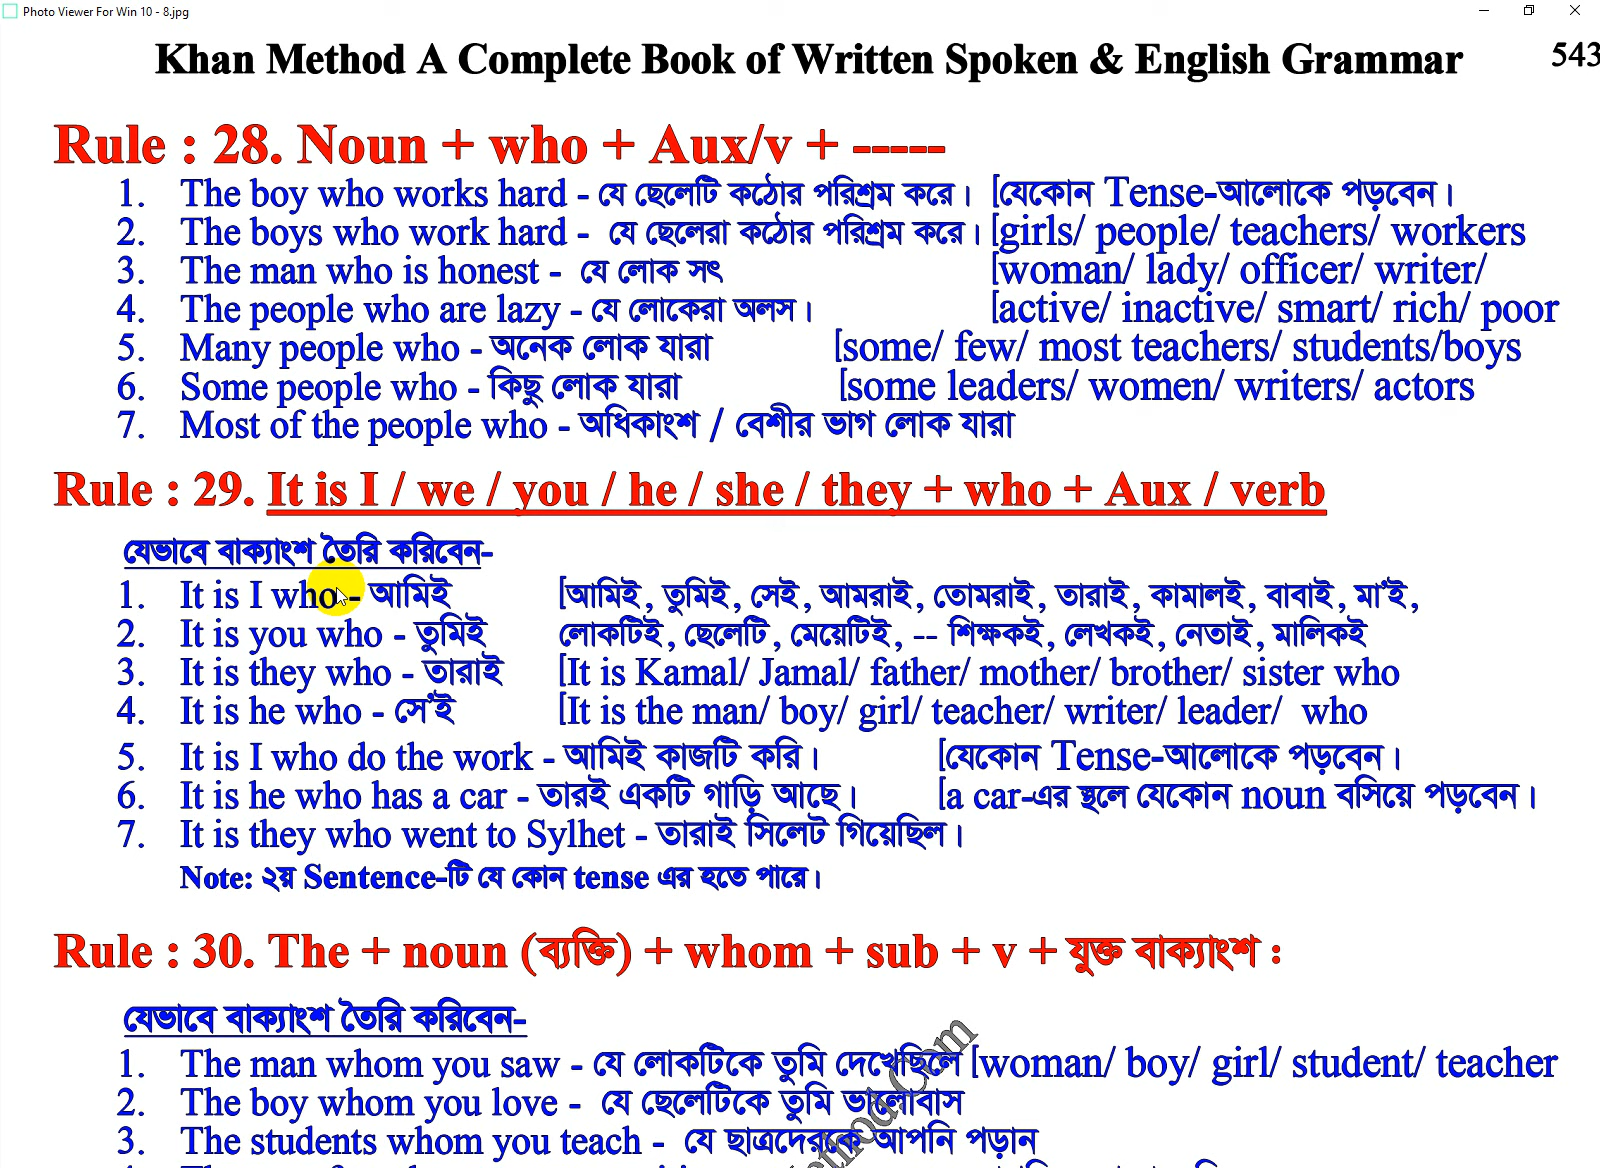 Photo Viewer For Win 10 - 8.jpg
Khan Method A Complete Book of Written Spoken & English Grammar 543
Rule : 28. Noun + who + Aux/v + -----
1. The boy who works hard - যে ছেলেটি কঠোর পরিশ্রম করে। [যেকোন Tense-আলোকে পড়বেন।
2. The boys who work hard - যে ছেলেরা কঠোর পরিশ্রম করে। [girls/ people/ teachers/ workers
3. The man who is honest - যে লোক সৎ [woman/ lady/ officer/ writer/
4. The people who are lazy - যে লোকেরা অলস। [active/ inactive/ smart/ rich/ poor
5. Many people who - অনেক লোক যারা [some/ few/ most teachers/ students/boys
6. Some people who - কিছু লোক যারা [some leaders/ women/ writers/ actors
7. Most of the people who - অধিকাংশ / বেশীর ভাগ লোক যারা
Rule : 29. It is I / we / you / he / she / they + who + Aux / verb
যেভাবে বাক্যাংশ তৈরি করিবেন-
1. It is I who - আমিই [আমিই, তুমিই, সেই, আমরাই, তোমরাই, তারাই, কামালই, বাবাই, মা'ই,
2. It is you who - তুমিই লোকটিই, ছেলেটি, মেয়েটিই, -- শিক্ষকই, লেখকই, নেতাই, মালিকই
3. It is they who - তারাই [It is Kamal/ Jamal/ father/ mother/ brother/ sister who
4. It is he who - সে'ই [It is the man/ boy/ girl/ teacher/ writer/ leader/ who
5. It is I who do the work - আমিই কাজটি করি। [যেকোন Tense-আলোকে পড়বেন।
6. It is he who has a car - তারই একটি গাড়ি আছে। [a car-এর স্থলে যেকোন noun বসিয়ে পড়বেন।
7. It is they who went to Sylhet - তারাই সিলেট গিয়েছিল।
Note: ২য় Sentence-টি যে কোন tense এর হতে পারে।
Rule : 30. The + noun (ব্যক্তি) + whom + sub + v + যুক্ত বাক্যাংশ :
যেভাবে বাক্যাংশ তৈরি করিবেন-
1. The man whom you saw - যে লোকটিকে তুমি দেখেছিলে [woman/ boy/ girl/ student/ teacher
2. The boy whom you love - যে ছেলেটিকে তুমি ভালোবাস
3. The students whom you teach - যে ছাত্রদেরকে আপনি পড়ান